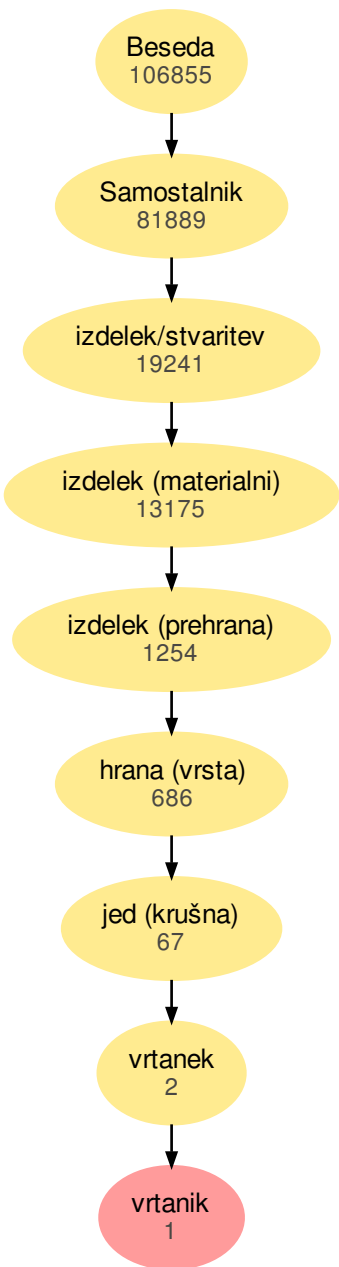 Beseda
106855
Samostalnik
81889
izdelek/stvaritev
19241
izdelek (materialni)
13175
izdelek (prehrana)
1254
hrana (vrsta)
686
jed (krušna)
67
vrtanek
2
vrtanik
1